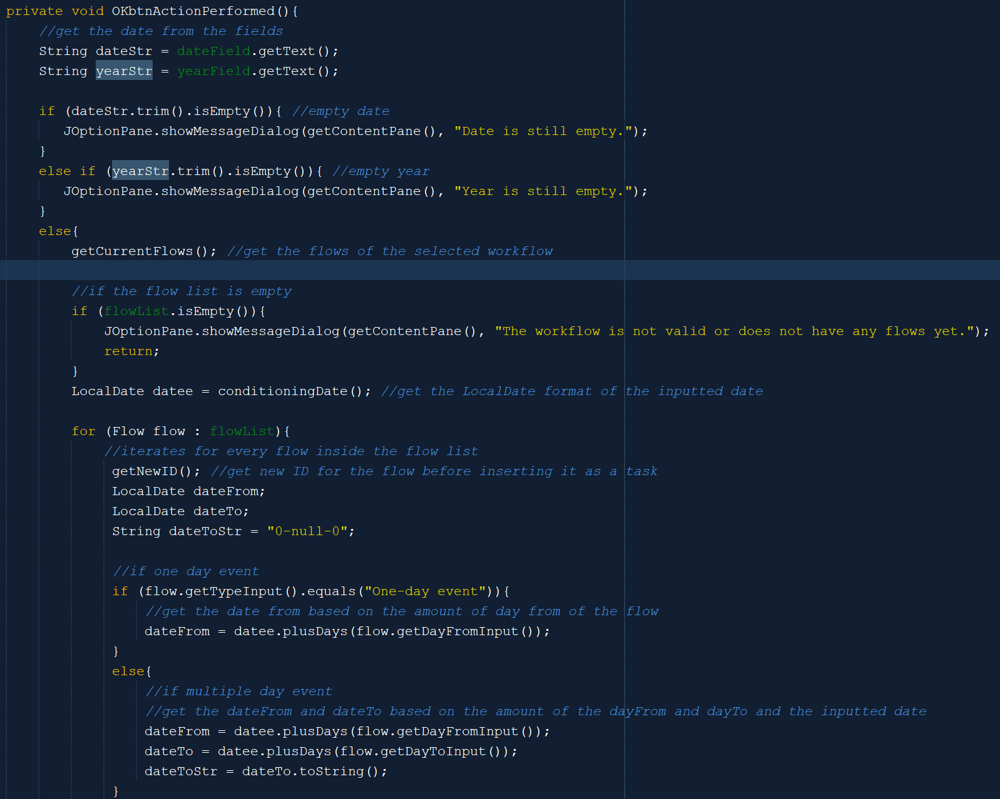 private void OKbtnActionPerformed(){
//get the date from the fields
String dateStr = dateField.getText();
String yearStr = yearField.getText();
if (dateStr.trim().isEmpty()){ //empty date
JOptionPane.showMessageDialog(getContentPane(), "Date is still empty.");
}
else if (yearStr.trim().isEmpty()){ //empty year
JOptionPane.showMessageDialog(getContentPane(), "Year is still empty.");
}
else{
getCurrentFlows(); //get the flows of the selected workflow
//if the flow list is empty
if (flowList.isEmpty()){
JOptionPane.showMessageDialog(getContentPane(), "The workflow is not valid or does not have any flows yet.");
return;
}
LocalDate datee = conditioningDate(); //get the LocalDate format of the inputted date
for (Flow flow : flowList){
//iterates for every flow inside the flow list
getNewID(); //get new ID for the flow before inserting it as a task
LocalDate dateFrom;
LocalDate dateTo;
String dateToStr = "0-null-0";
//if one day event
if (flow.getTypeInput().equals("One-day event")){
//get the date from based on the amount of day from of the flow
dateFrom = datee.plusDays(flow.getDayFromInput());
}
else{
//if multiple day event
//get the dateFrom and dateTo based on the amount of the dayFrom and dayTo and the inputted date
dateFrom = datee.plusDays(flow.getDayFromInput());
dateTo = datee.plusDays(flow.getDayToInput());
dateToStr = dateTo.toString();
}